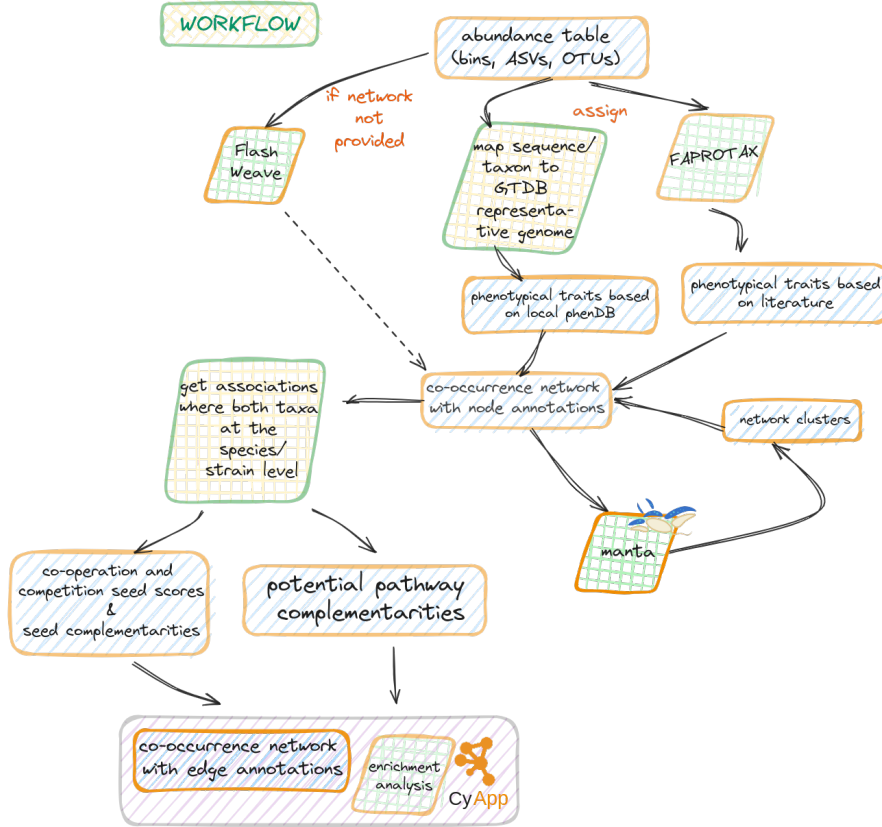 WORKFLOW
abundance table
(bins, ASVs, OTUs)
if network
not
provided
assign
Flash
Weave
map sequence/
taxon to
GTDB
representa-
tive genome
FAPROTAX
phenotypical traits based
on local phenDB
phenotypical traits based
on literature
get associations
where both taxa
at the
species/
strain level
co-occurrence network
with node annotations
network clusters
manta
co-operation and
competition seed scores
&
seed complementarities
potential pathway
complementarities
co-occurrence network
with edge annotations
enrichment
analysis
CyApp